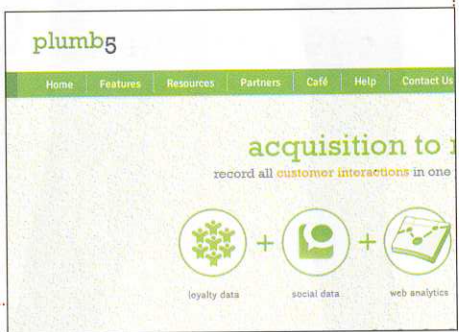 plumb5
Home Features Resources Partners Café Help Contact Us
acquisition to
record all customer interactions in one
loyalty data social data web analytics